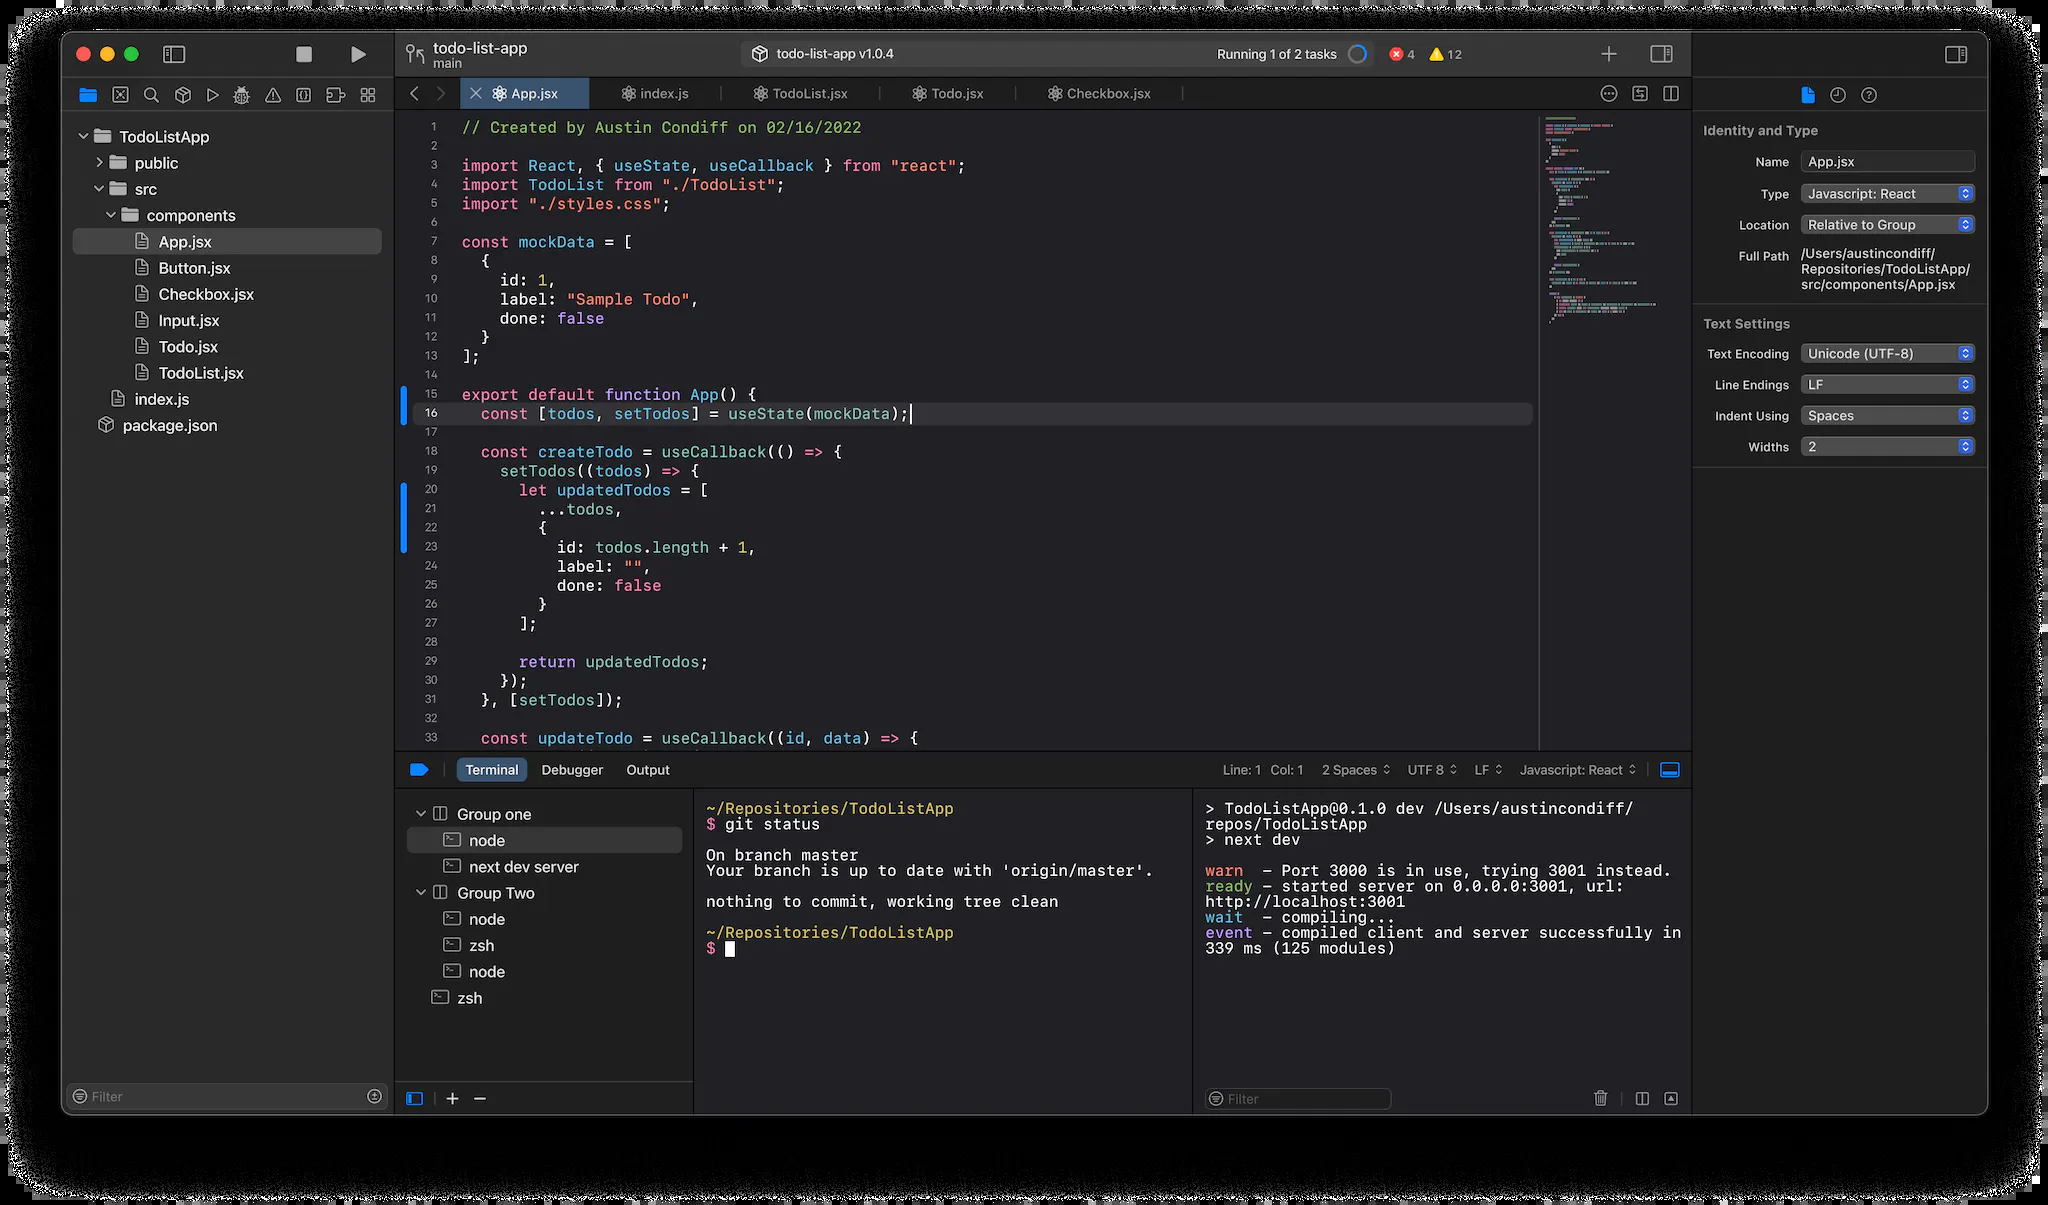 todo-list-app
main
todo-list-app v1.0.4
Running 1 of 2 tasks
4
12
TodoListApp
public
src
components
App.jsx
Button.jsx
Checkbox.jsx
Input.jsx
Todo.jsx
TodoList.jsx
index.js
package.json
Filter
App.jsx
index.js
TodoList.jsx
Todo.jsx
Checkbox.jsx
1 // Created by Austin Condiff on 02/16/2022
2
3 import React, { useState, useCallback } from "react";
4 import TodoList from "./TodoList";
5 import "./styles.css";
6
7 const mockData = [
8 {
9 id: 1,
10 label: "Sample Todo",
11 done: false
12 }
13 ];
14
15 export default function App() {
16 const [todos, setTodos] = useState(mockData);
17
18 const createTodo = useCallback(() => {
19 setTodos((todos) => {
20 let updatedTodos = [
21 ...todos,
22 {
23 id: todos.length + 1,
24 label: "",
25 done: false
26 }
27 ];
28
29 return updatedTodos;
30 });
31 }, [setTodos]);
32
33 const updateTodo = useCallback((id, data) => {
Terminal
Debugger
Output
Line: 1 Col: 1
2 Spaces
UTF 8
LF
Javascript: React
Group one
node
next dev server
Group Two
node
zsh
node
zsh
~/Repositories/TodoListApp
$ git status
On branch master
Your branch is up to date with 'origin/master'.
nothing to commit, working tree clean
~/Repositories/TodoListApp
$
> TodoListApp@0.1.0 dev /Users/austincondiff/
repos/TodoListApp
> next dev
warn – Port 3000 is in use, trying 3001 instead.
ready – started server on 0.0.0.0:3001, url:
http://localhost:3001
wait – compiling...
event – compiled client and server successfully in
339 ms (125 modules)
Filter
Identity and Type
Name App.jsx
Type Javascript: React
Location Relative to Group
Full Path /Users/austincondiff/
Repositories/TodoListApp/
src/components/App.jsx
Text Settings
Text Encoding Unicode (UTF-8)
Line Endings LF
Indent Using Spaces
Widths 2